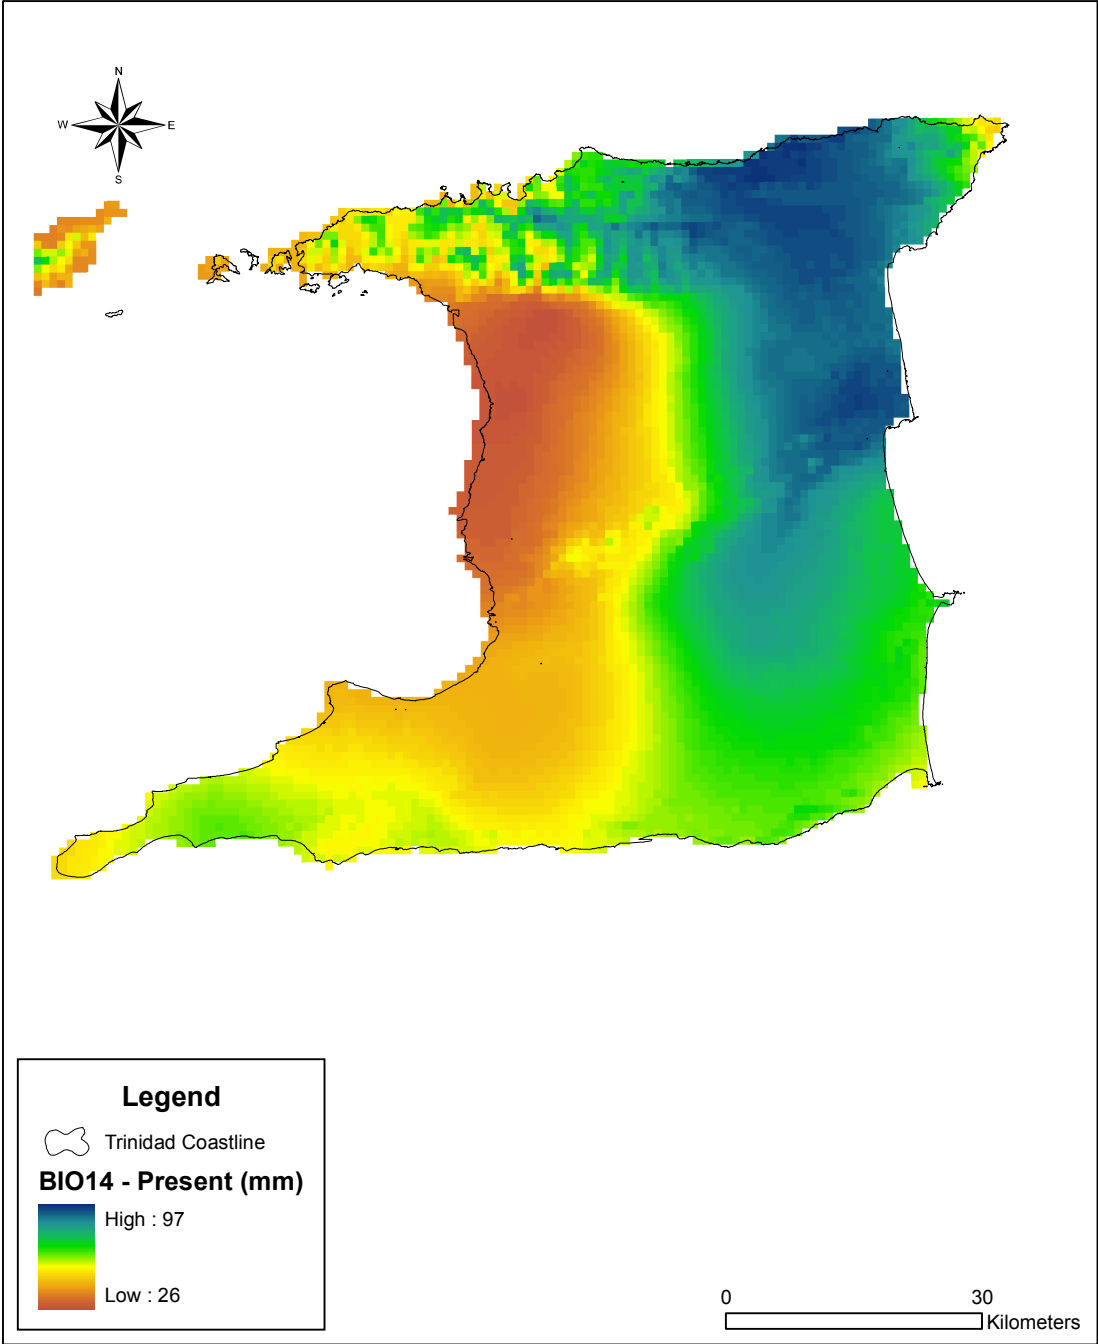 N
W E
S
Legend
Trinidad Coastline
BIO14 - Present (mm)
High : 97
Low : 26
0 30
Kilometers